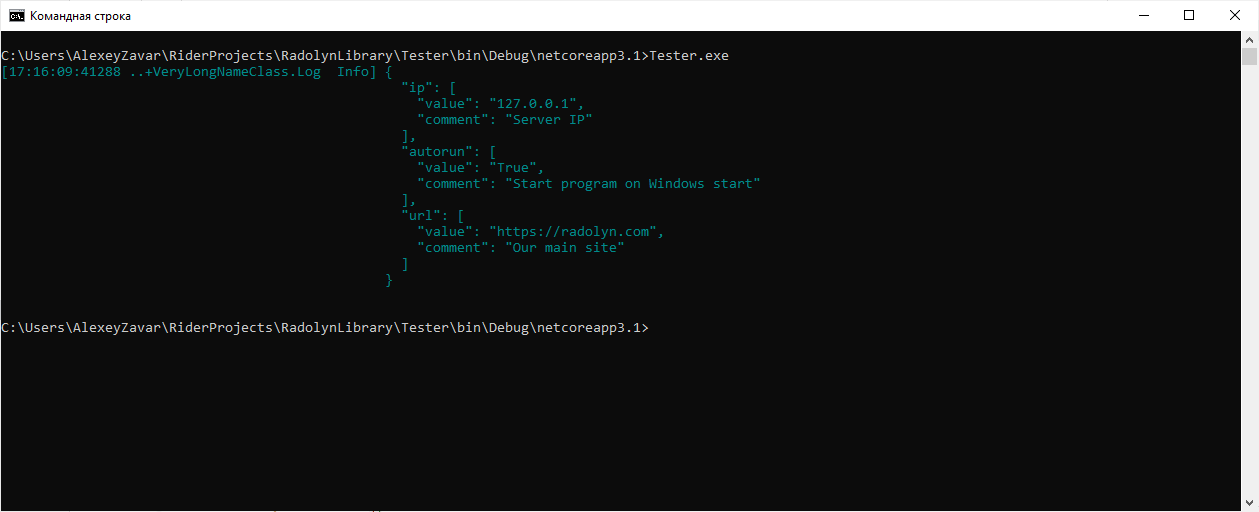 Командная строка
C:\Users\AlexeyZavar\RiderProjects\RadolynLibrary\Tester\bin\Debug\netcoreapp3.1>Tester.exe
[17:16:09:41288 ..+VeryLongNameClass.Log  Info] {
                                                  "ip": [
                                                    "value": "127.0.0.1",
                                                    "comment": "Server IP"
                                                  ],
                                                  "autorun": [
                                                    "value": "True",
                                                    "comment": "Start program on Windows start"
                                                  ],
                                                  "url": [
                                                    "value": "https://radolyn.com",
                                                    "comment": "Our main site"
                                                  ]
                                                }
C:\Users\AlexeyZavar\RiderProjects\RadolynLibrary\Tester\bin\Debug\netcoreapp3.1>